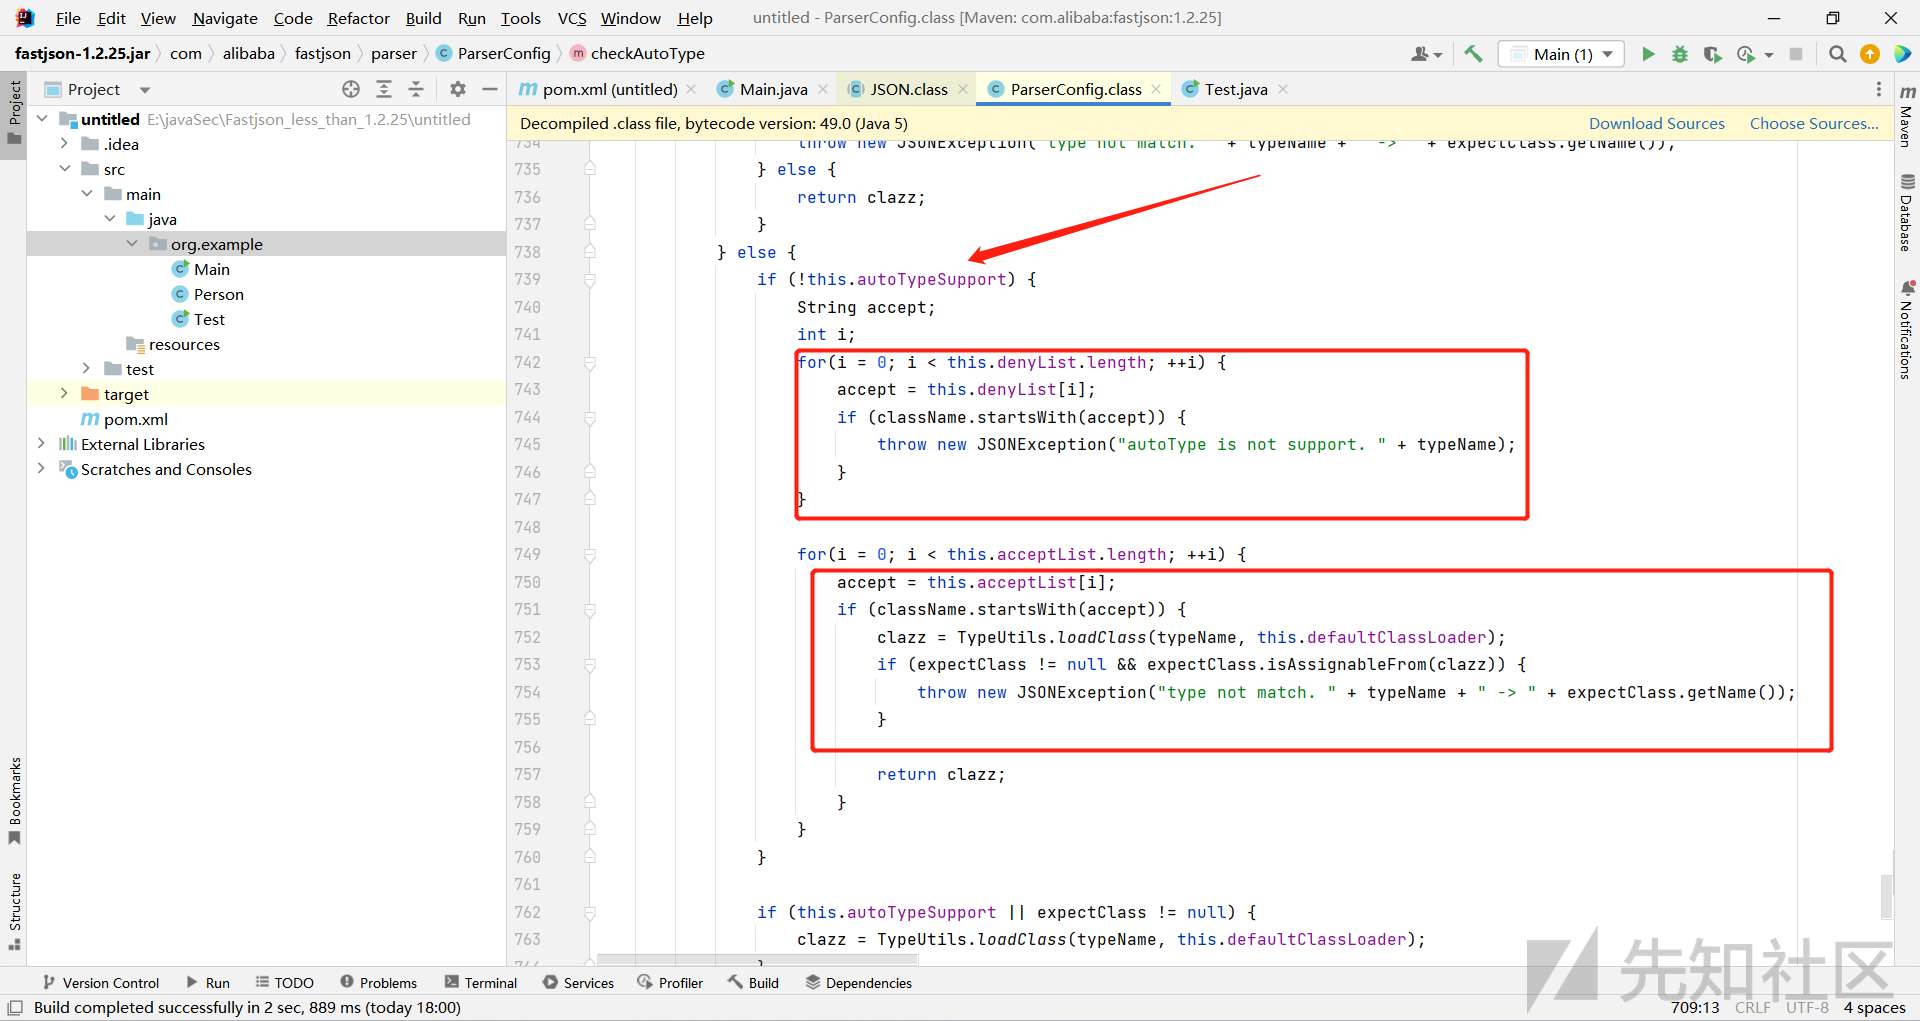 File Edit View Navigate Code Refactor Build Run Tools VCS Window Help untitled - ParserConfig.class [Maven: com.alibaba:fastjson:1.2.25]
fastjson-1.2.25.jar com alibaba fastjson parser ParserConfig checkAutoType Main (1)
Project
Project
pom.xml (untitled) Main.java JSON.class ParserConfig.class Test.java
Maven
Database
Notifications
untitled E:\javaSec\Fastjson_less_than_1.2.25\untitled
.idea
src
main
java
org.example
Main
Person
Test
resources
test
target
pom.xml
External Libraries
Scratches and Consoles
Bookmarks
Structure
Decompiled .class file, bytecode version: 49.0 (Java 5) Download Sources Choose Sources...
734 throw new JSONException("type not match. " + typeName + " -> " + expectClass.getName());
735 } else {
736 return clazz;
737 }
738 } else {
739 if (!this.autoTypeSupport) {
740 String accept;
741 int i;
742 for(i = 0; i < this.denyList.length; ++i) {
743 accept = this.denyList[i];
744 if (className.startsWith(accept)) {
745 throw new JSONException("autoType is not support. " + typeName);
746 }
747 }
748
749 for(i = 0; i < this.acceptList.length; ++i) {
750 accept = this.acceptList[i];
751 if (className.startsWith(accept)) {
752 clazz = TypeUtils.loadClass(typeName, this.defaultClassLoader);
753 if (expectClass != null && expectClass.isAssignableFrom(clazz)) {
754 throw new JSONException("type not match. " + typeName + " -> " + expectClass.getName());
755 }
756
757 return clazz;
758 }
759 }
760 }
761
762 if (this.autoTypeSupport || expectClass != null) {
763 clazz = TypeUtils.loadClass(typeName, this.defaultClassLoader);
764 }
先知社区
Version Control Run TODO Problems Terminal Services Profiler Build Dependencies
Build completed successfully in 2 sec, 889 ms (today 18:00) 709:13 CRLF UTF-8 4 spaces